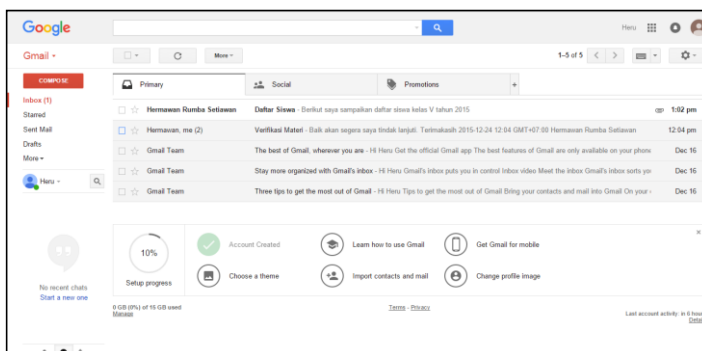 Google
Heru
Gmail
More
1–5 of 5
COMPOSE
Primary
Social
Promotions
+
Inbox (1)
Starred
Sent Mail
Drafts
More
Heru
Hermawan Rumba Setiawan Daftar Siswa - Berikut saya sampaikan daftar siswa kelas V tahun 2015 1:02 pm
Hermawan, me (2) Verifikasi Materi - Baik akan segera saya tindak lanjuti. Terimakasih 2015-12-24 12:04 GMT+07:00 Hermawan Rumba Setiawan 12:04 pm
Gmail Team The best of Gmail, wherever you are - Hi Heru Get the official Gmail app The best features of Gmail are only available on your phone Dec 16
Gmail Team Stay more organized with Gmail's inbox - Hi Heru Gmail's inbox puts you in control Inbox video Meet the inbox Gmail's inbox sorts yo Dec 16
Gmail Team Three tips to get the most out of Gmail - Hi Heru Tips to get the most out of Gmail Bring your contacts and mail into Gmail On your Dec 16
No recent chats
Start a new one
10%
Setup progress
Account Created
Learn how to use Gmail
Get Gmail for mobile
Choose a theme
Import contacts and mail
Change profile image
0 GB (0%) of 15 GB used
Manage
Terms - Privacy
Last account activity: in 6 hour
Detai